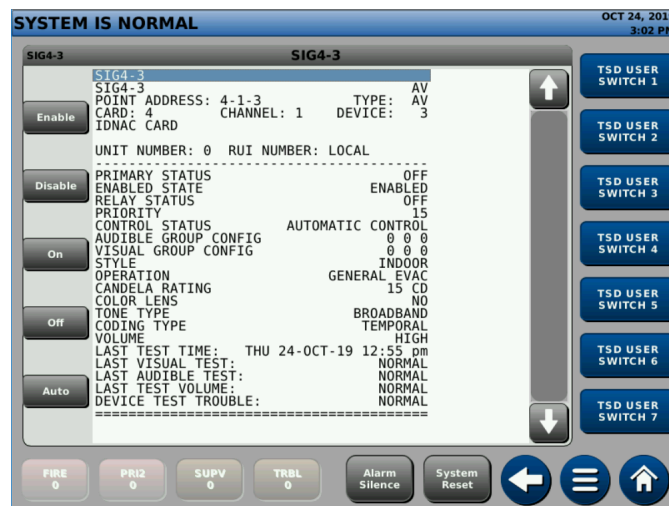 SYSTEM IS NORMAL
OCT 24, 201
3:02 P
SIG4-3
SIG4-3
SIG4-3
SIG4-3 AV
POINT ADDRESS: 4-1-3 TYPE: AV
CARD: 4 CHANNEL: 1 DEVICE: 3
IDNAC CARD
UNIT NUMBER: 0 RUI NUMBER: LOCAL
----------------------------------------
PRIMARY STATUS OFF
ENABLED STATE ENABLED
RELAY STATUS OFF
PRIORITY 15
CONTROL STATUS AUTOMATIC CONTROL
AUDIBLE GROUP CONFIG 0 0 0
VISUAL GROUP CONFIG 0 0 0
STYLE INDOOR
OPERATION GENERAL EVAC
CANDELA RATING 15 CD
COLOR LENS NO
TONE TYPE BROADBAND
CODING TYPE TEMPORAL
VOLUME HIGH
LAST TEST TIME: THU 24-OCT-19 12:55 pm
LAST VISUAL TEST: NORMAL
LAST AUDIBLE TEST: NORMAL
LAST TEST VOLUME: NORMAL
DEVICE TEST TROUBLE: NORMAL
========================================
Enable
Disable
On
Off
Auto
TSD USER
SWITCH 1
TSD USER
SWITCH 2
TSD USER
SWITCH 3
TSD USER
SWITCH 4
TSD USER
SWITCH 5
TSD USER
SWITCH 6
TSD USER
SWITCH 7
FIRE
0
PRI2
0
SUPV
0
TRBL
0
Alarm
Silence
System
Reset